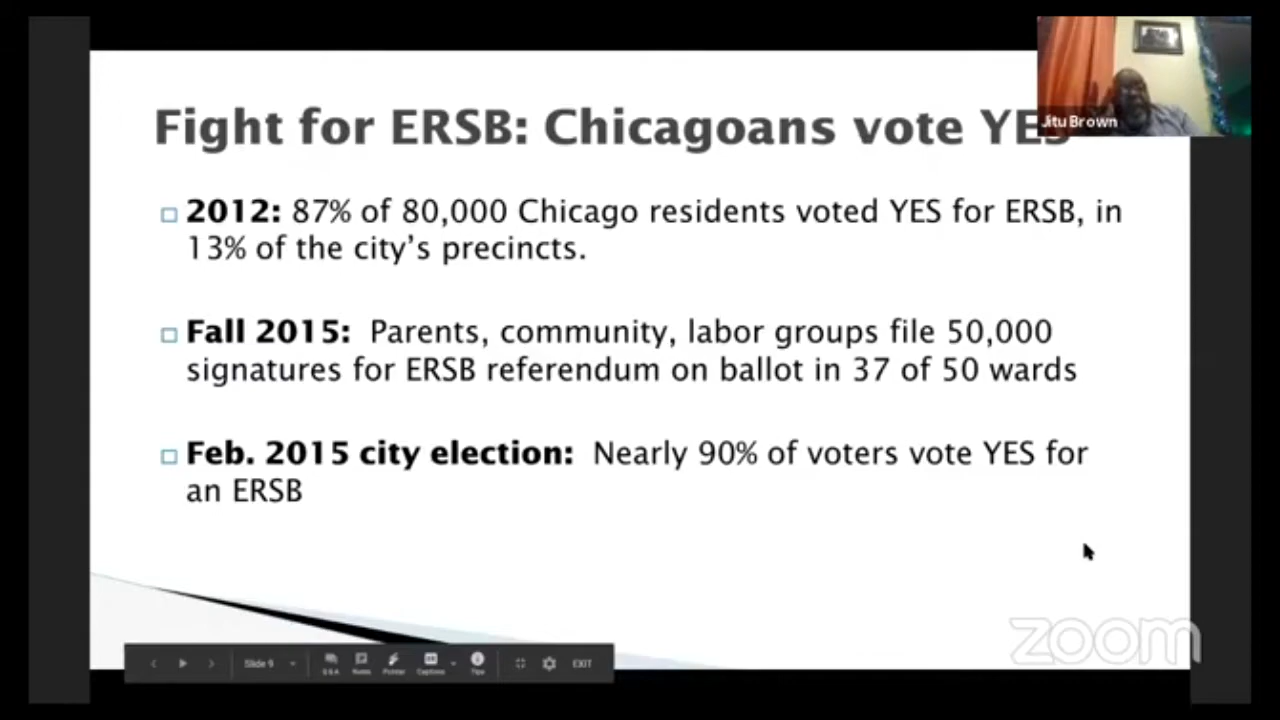 Fight for ERSB: Chicagoans vote YES
Jitu Brown
2012: 87% of 80,000 Chicago residents voted YES for ERSB, in
13% of the city's precincts.
Fall 2015: Parents, community, labor groups file 50,000
signatures for ERSB referendum on ballot in 37 of 50 wards
Feb. 2015 city election: Nearly 90% of voters vote YES for
an ERSB
zoom
Slide 9
Q&A Notes Pointer Captions Tips EXIT